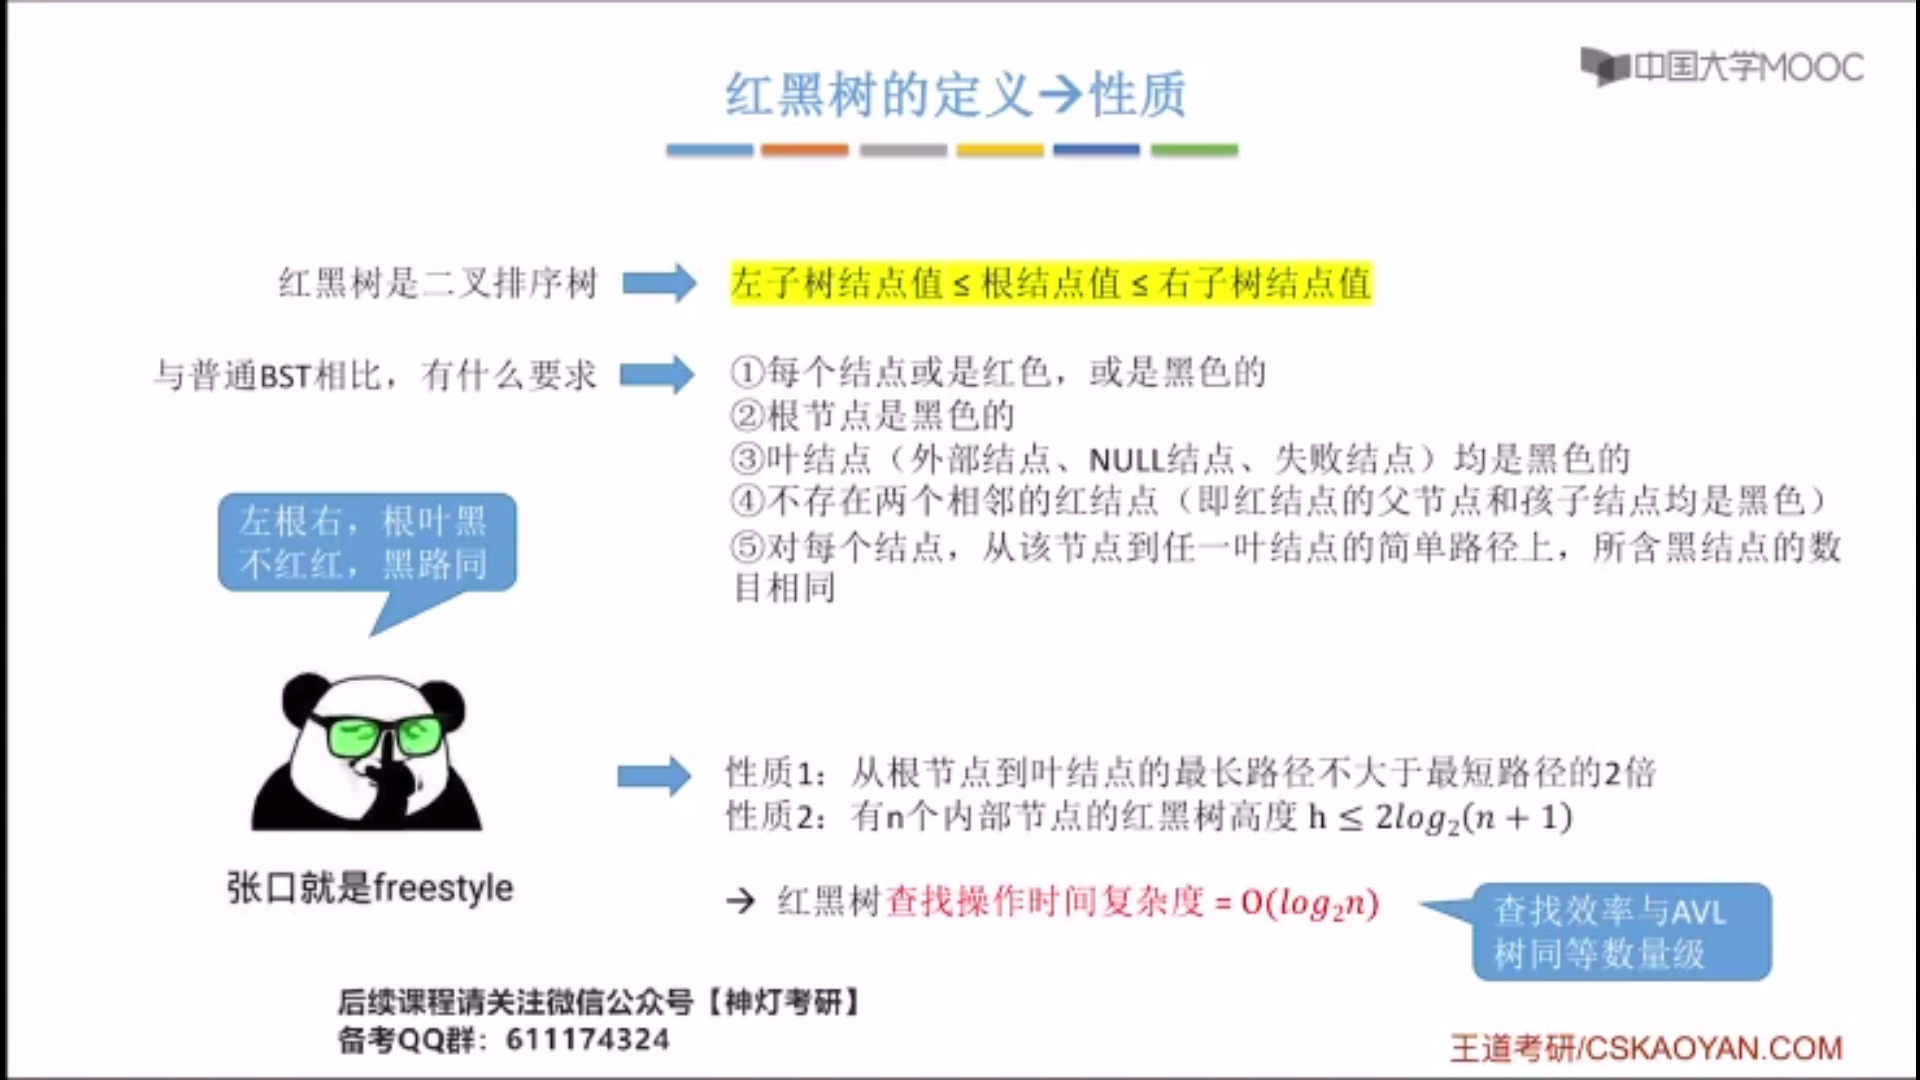 中国大学MOOC
红黑树的定义→性质
红黑树是二叉排序树
左子树结点值 ≤ 根结点值 ≤ 右子树结点值
与普通BST相比，有什么要求
①每个结点或是红色，或是黑色的
②根节点是黑色的
③叶结点（外部结点、NULL结点、失败结点）均是黑色的
④不存在两个相邻的红结点（即红结点的父节点和孩子结点均是黑色）
⑤对每个结点，从该节点到任一叶结点的简单路径上，所含黑结点的数
目相同
左根右，根叶黑
不红红，黑路同
张口就是freestyle
性质1：从根节点到叶结点的最长路径不大于最短路径的2倍
性质2：有n个内部节点的红黑树高度 h ≤ 2log₂(n + 1)
→ 红黑树查找操作时间复杂度 = O(log₂n)
查找效率与AVL
树同等数量级
后续课程请关注微信公众号【神灯考研】
备考QQ群：611174324
王道考研/CSKAOYAN.COM